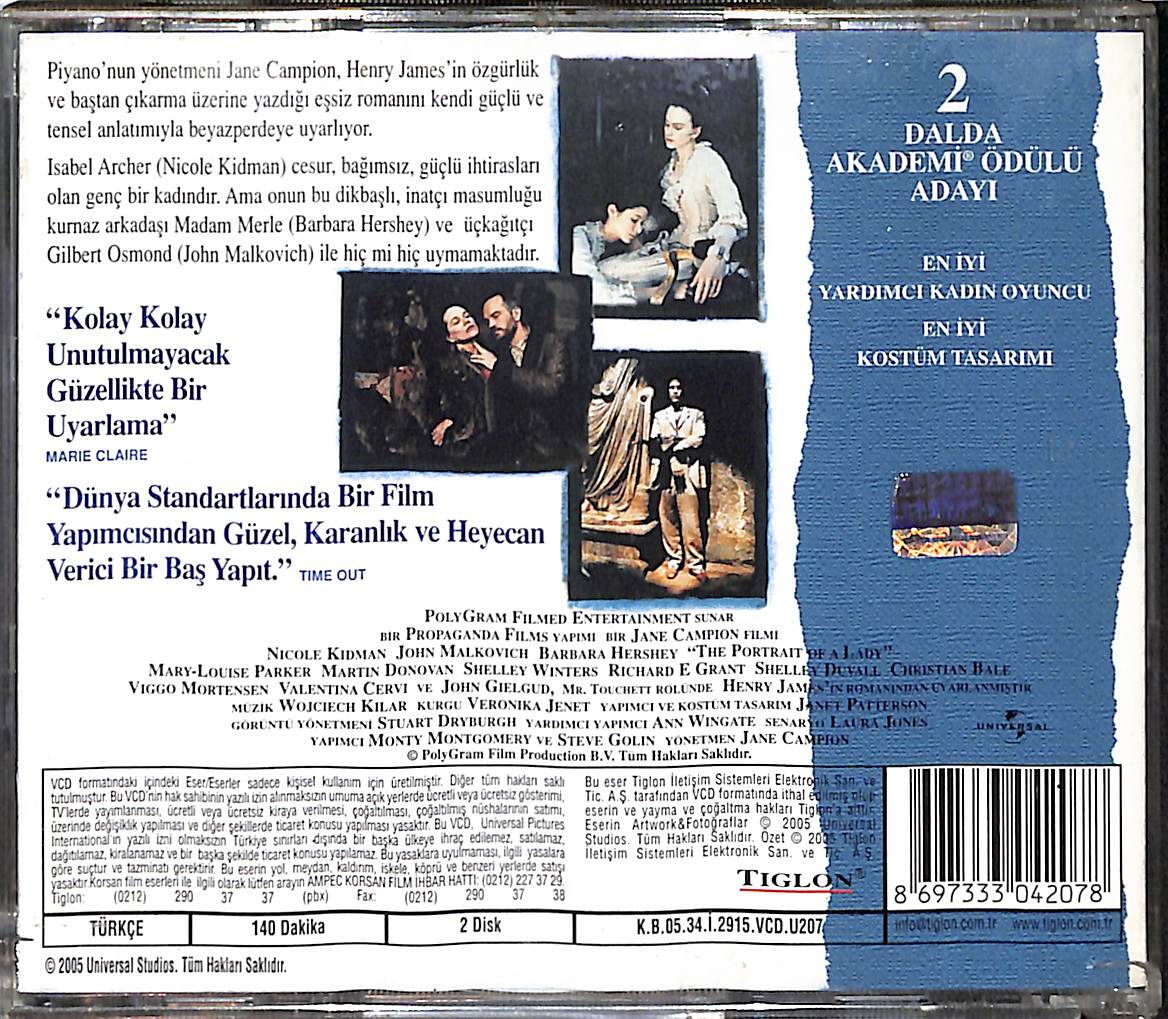 Piyano'nun yönetmeni Jane Campion, Henry James'in özgürlük
ve baştan çıkarma üzerine yazdığı eşsiz romanını kendi güçlü ve
tensel anlatımıyla beyazperdeye uyarlıyor.
Isabel Archer (Nicole Kidman) cesur, bağımsız, güçlü ihtirasları
olan genç bir kadındır. Ama onun bu dikbaşlı, inatçı masumluğu
kurnaz arkadaşı Madam Merle (Barbara Hershey) ve üçkağıtçı
Gilbert Osmond (John Malkovich) ile hiç mi hiç uymamaktadır.
“Kolay Kolay
Unutulmayacak
Güzellikte Bir
Uyarlama”
MARIE CLAIRE
“Dünya Standartlarında Bir Film
Yapımcısından Güzel, Karanlık ve Heyecan
Verici Bir Baş Yapıt.” TIME OUT
2
DALDA
AKADEMİ® ÖDÜLÜ
ADAYI
EN İYİ
YARDIMCI KADIN OYUNCU
EN İYİ
KOSTÜM TASARIMI
POLYGRAM FILMED ENTERTAINMENT SUNAR
BIR PROPAGANDA FILMS YAPIMI BIR JANE CAMPION FILMI
NICOLE KIDMAN JOHN MALKOVICH BARBARA HERSHEY “THE PORTRAIT OF A LADY”
MARY-LOUISE PARKER MARTIN DONOVAN SHELLEY WINTERS RICHARD E GRANT SHELLEY DUVALL CHRISTIAN BALE
VIGGO MORTENSEN VALENTINA CERVI VE JOHN GIELGUD, MR. TOUCHETT ROLÜNDE HENRY JAMES'IN ROMANINDAN UYARLANMIŞTIR
MÜZIK WOJCIECH KILAR KURGU VERONIKA JENET YAPIMCI VE KOSTÜM TASARIM JANET PATTERSON
GÖRÜNTÜ YÖNETMENI STUART DRYBURGH YARDIMCI YAPIMCI ANN WINGATE SENARYO LAURA JONES
YAPIMCI MONTY MONTGOMERY VE STEVE GOLIN YÖNETMEN JANE CAMPION
© PolyGram Film Production B.V. Tüm Hakları Saklıdır.
UNIVERSAL
VCD formatındaki içindeki Eser/Eserler sadece kişisel kullanım için üretilmiştir. Diğer tüm hakları saklı
tutulmuştur. Bu VCD'nin hak sahibinin yazılı izin alınmaksızın umuma açık yerlerde ücretli veya ücretsiz gösterimi,
TV'lerde yayımlanması, ücretli veya ücretsiz kiraya verilmesi, çoğaltılması, çoğaltılmış nüshalarının satımı,
üzerinde değişiklik yapılması ve diğer şekillerde ticaret konusu yapılması yasaktır. Bu VCD, Universal Pictures
International'ın yazılı izni olmaksızın Türkiye sınırları dışında bir başka ülkeye ihraç edilemez, satılamaz,
dağıtılamaz, kiralanamaz ve bir başka şekilde ticaret konusu yapılamaz. Bu yasaklara uyulmaması, ilgili yasalara
göre suçtur ve tazminatı gerektirir. Bu eserin yol, meydan, kaldırım, iskele, köprü ve benzeri yerlerde satışı
yasaktır.Korsan film eserleri ile ilgili olarak lütfen arayın AMPEC KORSAN FILM IHBAR HATTI: (0212) 227 37 29.
Tiglon: (0212) 290 37 37 (pbx) Fax: (0212) 290 37 38
Bu eser Tiglon İletişim Sistemleri Elektronik San. ve
Tic. A.Ş. tarafından VCD formatında ithal edilmiş olup
eserin ve yayma ve çoğaltma hakları Tiglon'a aittir.
Eserin Artwork&Fotoğraflar © 2005 Universal
Studios. Tüm Hakları Saklıdır. Özet © 2005 Tiglon
İletişim Sistemleri Elektronik San. ve Tic. A.Ş.
TIGLON®
8 697333 042078
TÜRKÇE
140 Dakika
2 Disk
K.B.05.34.İ.2915.VCD.U207
info@tiglon.com.tr www.tiglon.com.tr
© 2005 Universal Studios. Tüm Hakları Saklıdır.